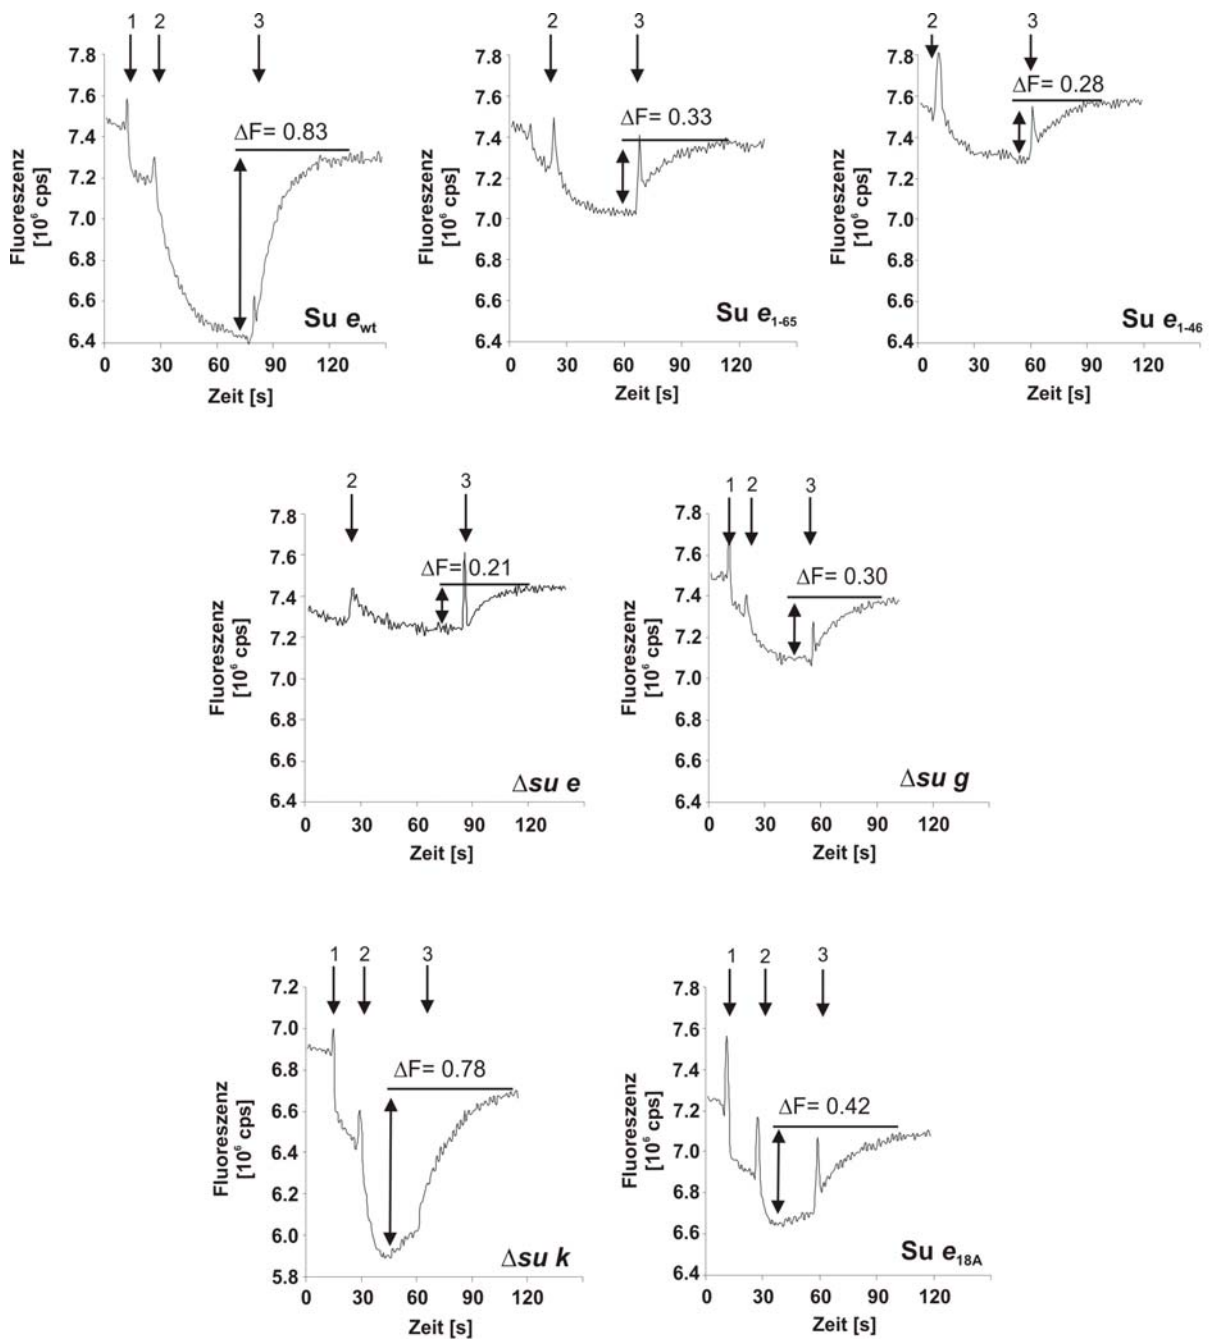 1 2 3
7.8
7.6
7.4
7.2
7.0
6.8
6.6
6.4
Fluoreszenz
[10⁶ cps]
ΔF= 0.83
Su e_wt
0 30 60 90 120
Zeit [s]
2 3
7.8
7.6
7.4
7.2
7.0
6.8
6.6
6.4
Fluoreszenz
[10⁶ cps]
ΔF= 0.33
Su e_1-65
0 30 60 90 120
Zeit [s]
2 3
7.8
7.6
7.4
7.2
7.0
6.8
6.6
6.4
Fluoreszenz
[10⁶ cps]
ΔF= 0.28
Su e_1-46
0 30 60 90 120
Zeit [s]
2 3
7.8
7.6
7.4
7.2
7.0
6.8
6.6
6.4
Fluoreszenz
[10⁶ cps]
ΔF= 0.21
Δsu e
0 30 60 90 120
Zeit [s]
1 2 3
7.8
7.6
7.4
7.2
7.0
6.8
6.6
6.4
Fluoreszenz
[10⁶ cps]
ΔF= 0.30
Δsu g
0 30 60 90 120
Zeit [s]
1 2 3
7.2
7.0
6.8
6.6
6.4
6.2
6.0
5.8
Fluoreszenz
[10⁶ cps]
ΔF= 0.78
Δsu k
0 30 60 90 120
Zeit [s]
1 2 3
7.8
7.6
7.4
7.2
7.0
6.8
6.6
6.4
Fluoreszenz
[10⁶ cps]
ΔF= 0.42
Su e_18A
0 30 60 90 120
Zeit [s]